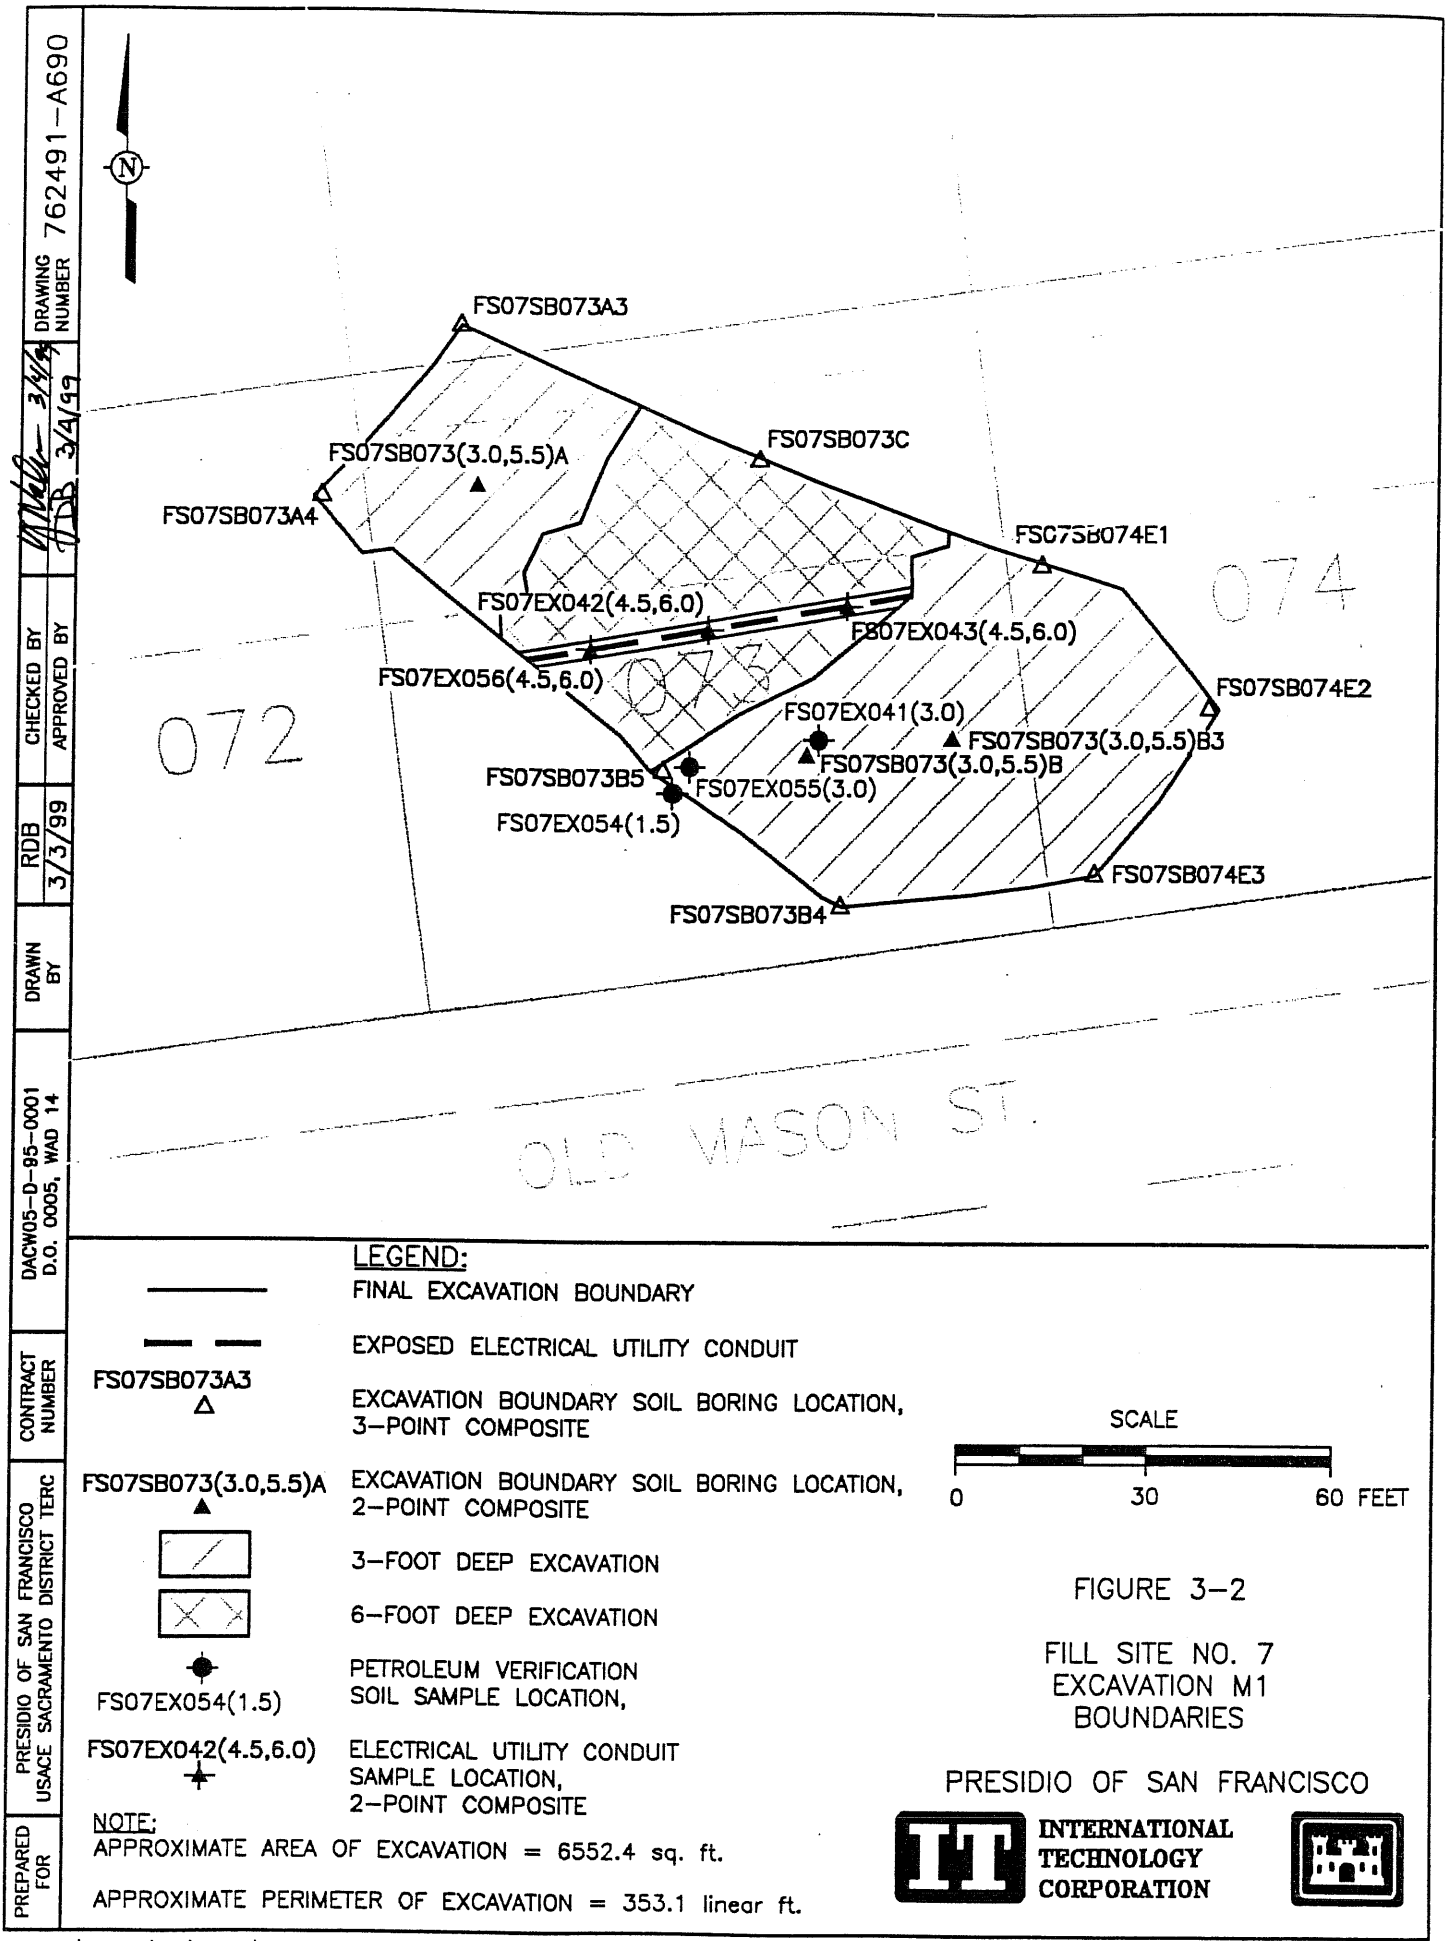 DRAWING NUMBER 762491-A690
3/4/99
JDB 3/4/99
CHECKED BY
APPROVED BY
RDB
3/3/99
DRAWN BY
DACW05-D-95-0001
D.O. 0005, WAD 14
CONTRACT NUMBER
PRESIDIO OF SAN FRANCISCO
USACE SACRAMENTO DISTRICT TERC
PREPARED FOR
N
FS07SB073A3
FS07SB073C
FS07SB073(3.0,5.5)A
FS07SB073A4
FS07SB074E1
074
FS07EX042(4.5,6.0)
FS07EX043(4.5,6.0)
073
FS07EX056(4.5,6.0)
FS07SB074E2
072
FS07EX041(3.0)
FS07SB073(3.0,5.5)B3
FS07SB073(3.0,5.5)B
FS07SB073B5
FS07EX055(3.0)
FS07EX054(1.5)
FS07SB074E3
FS07SB073B4
OLD MASON ST.
LEGEND:
FINAL EXCAVATION BOUNDARY
EXPOSED ELECTRICAL UTILITY CONDUIT
FS07SB073A3
EXCAVATION BOUNDARY SOIL BORING LOCATION,
3-POINT COMPOSITE
FS07SB073(3.0,5.5)A
EXCAVATION BOUNDARY SOIL BORING LOCATION,
2-POINT COMPOSITE
3-FOOT DEEP EXCAVATION
6-FOOT DEEP EXCAVATION
PETROLEUM VERIFICATION
SOIL SAMPLE LOCATION,
FS07EX054(1.5)
FS07EX042(4.5,6.0)
ELECTRICAL UTILITY CONDUIT
SAMPLE LOCATION,
2-POINT COMPOSITE
NOTE:
APPROXIMATE AREA OF EXCAVATION = 6552.4 sq. ft.
APPROXIMATE PERIMETER OF EXCAVATION = 353.1 linear ft.
SCALE
0 30 60 FEET
FIGURE 3-2
FILL SITE NO. 7
EXCAVATION M1
BOUNDARIES
PRESIDIO OF SAN FRANCISCO
IT
INTERNATIONAL
TECHNOLOGY
CORPORATION